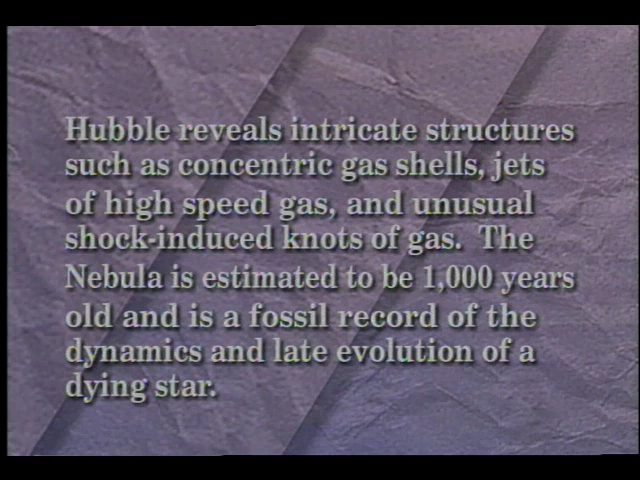 Hubble reveals intricate structures
such as concentric gas shells, jets
of high speed gas, and unusual
shock-induced knots of gas.  The
Nebula is estimated to be 1,000 years
old and is a fossil record of the
dynamics and late evolution of a
dying star.